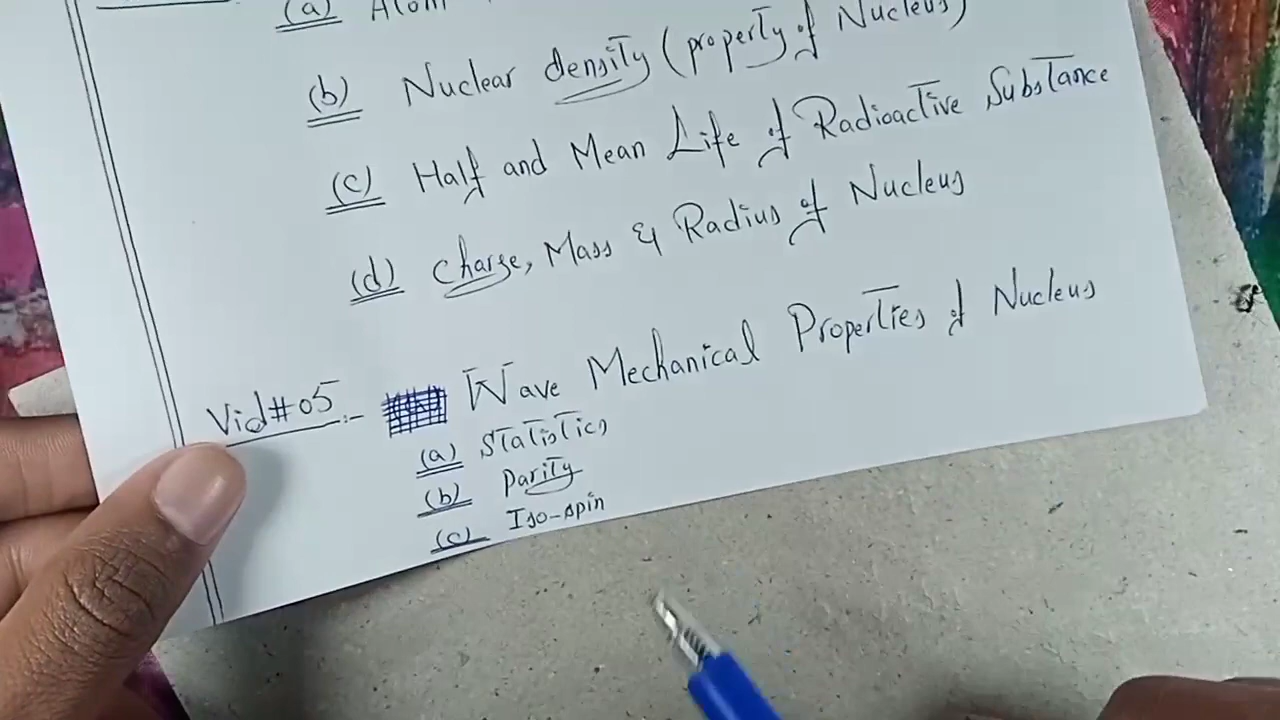 (a) Atom
(b) Nuclear density (property of Nucleus)
(c) Half and Mean Life of Radioactive Substance
(d) Charge, Mass & Radius of Nucleus
Vid#05:- Wave Mechanical Properties of Nucleus
(a) Statistics
(b) Parity
(c) Iso-spin